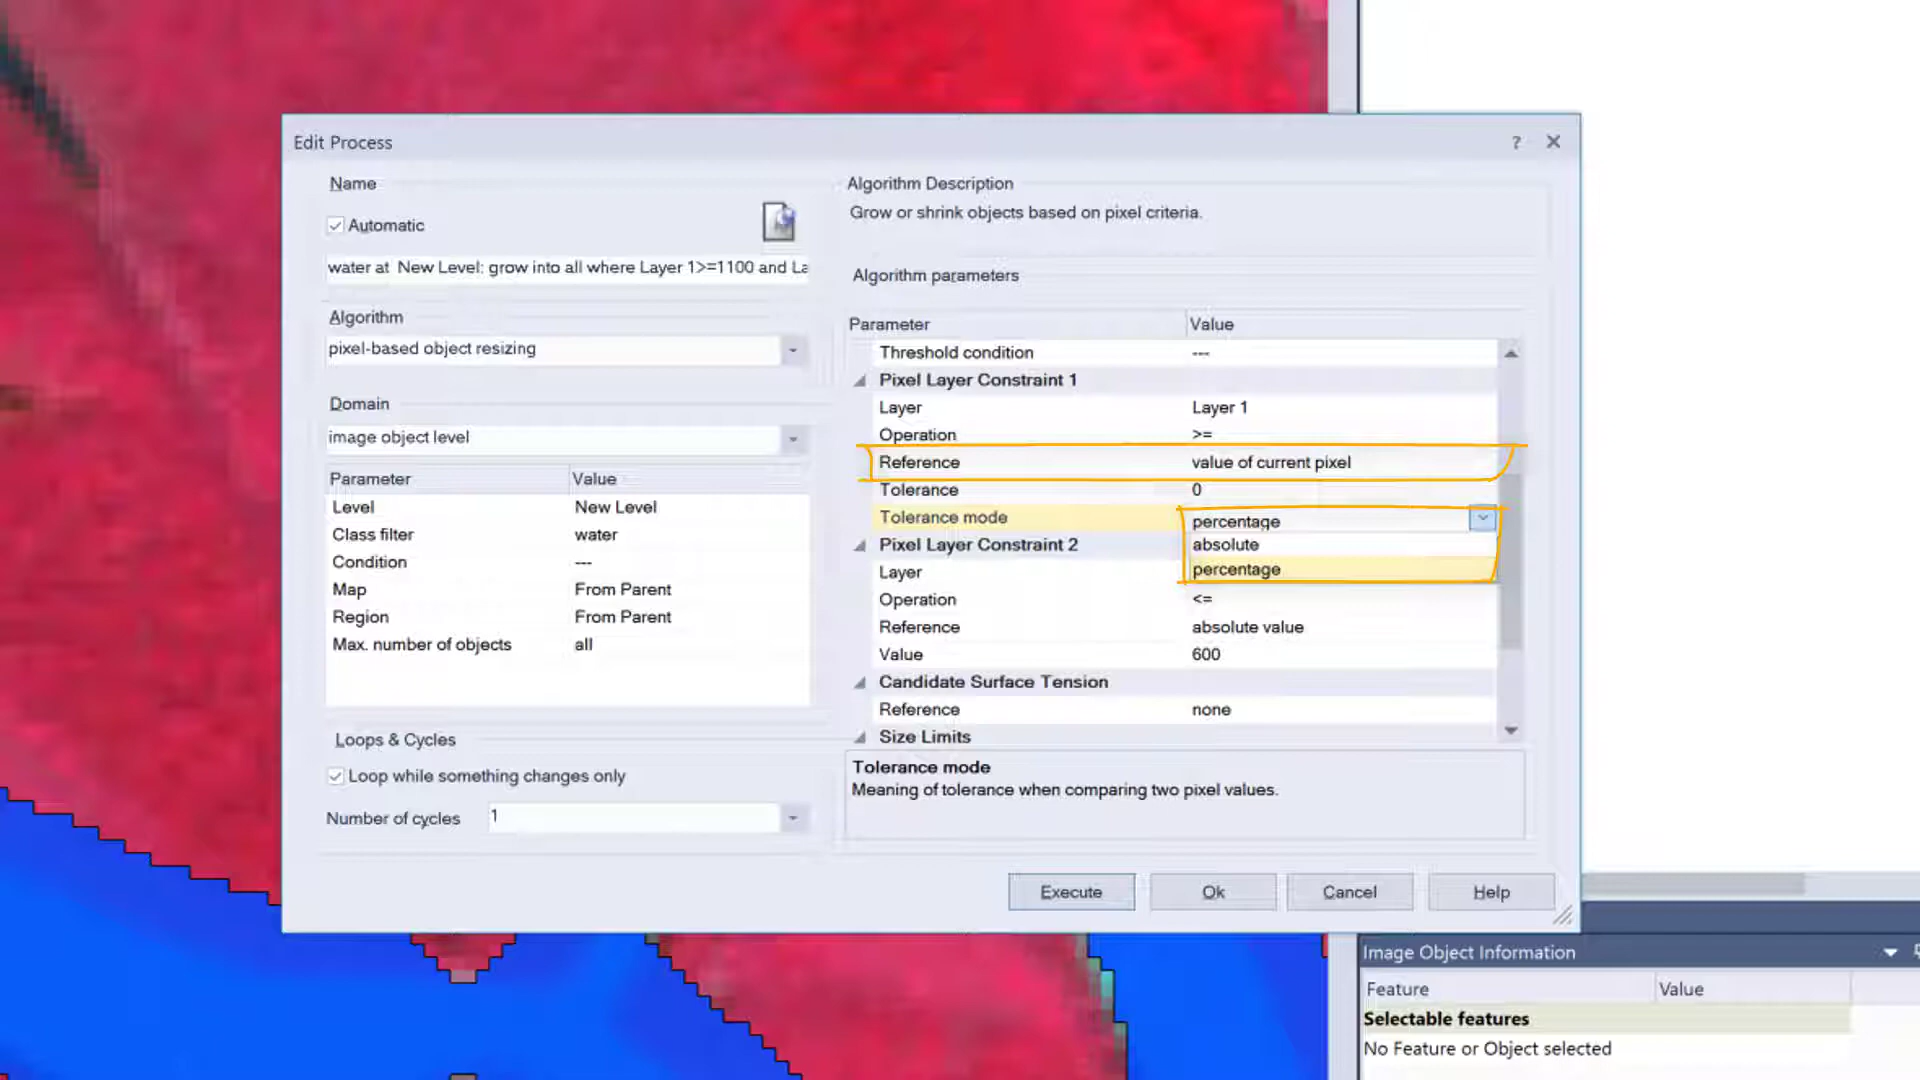 Edit Process
?
Name
Automatic
water at  New Level: grow into all where Layer 1>=1100 and La
Algorithm
pixel-based object resizing
Domain
image object level
Parameter Value
Level New Level
Class filter water
Condition ---
Map From Parent
Region From Parent
Max. number of objects all
Loops & Cycles
Loop while something changes only
Number of cycles 1
Algorithm Description
Grow or shrink objects based on pixel criteria.
Algorithm parameters
Parameter Value
Threshold condition ---
Pixel Layer Constraint 1
Layer Layer 1
Operation >=
Reference value of current pixel
Tolerance 0
Tolerance mode percentage
absolute
percentage
Pixel Layer Constraint 2
Layer
Operation <=
Reference absolute value
Value 600
Candidate Surface Tension
Reference none
Size Limits
Tolerance mode
Meaning of tolerance when comparing two pixel values.
Execute Ok Cancel Help
Image Object Information
Feature Value
Selectable features
No Feature or Object selected